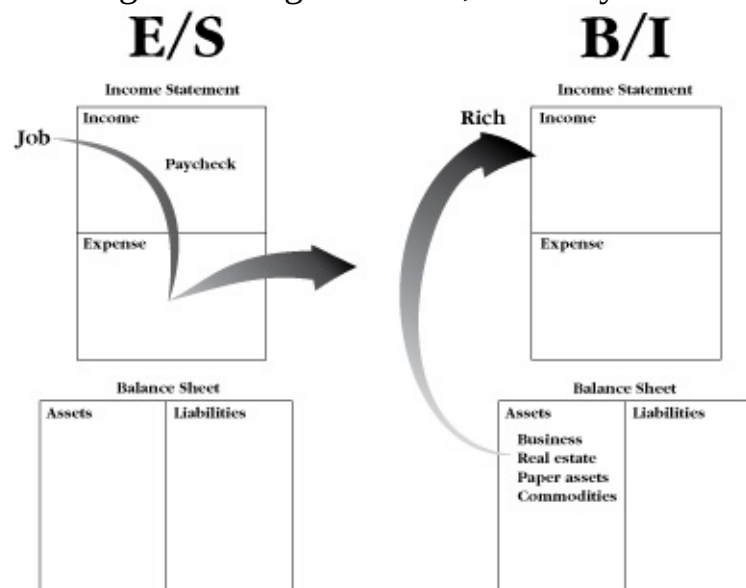 E/S
Income Statement
Income
Job
Paycheck
Expense
Balance Sheet
Assets
Liabilities
B/I
Income Statement
Rich
Income
Expense
Balance Sheet
Assets
Liabilities
Business
Real estate
Paper assets
Commodities